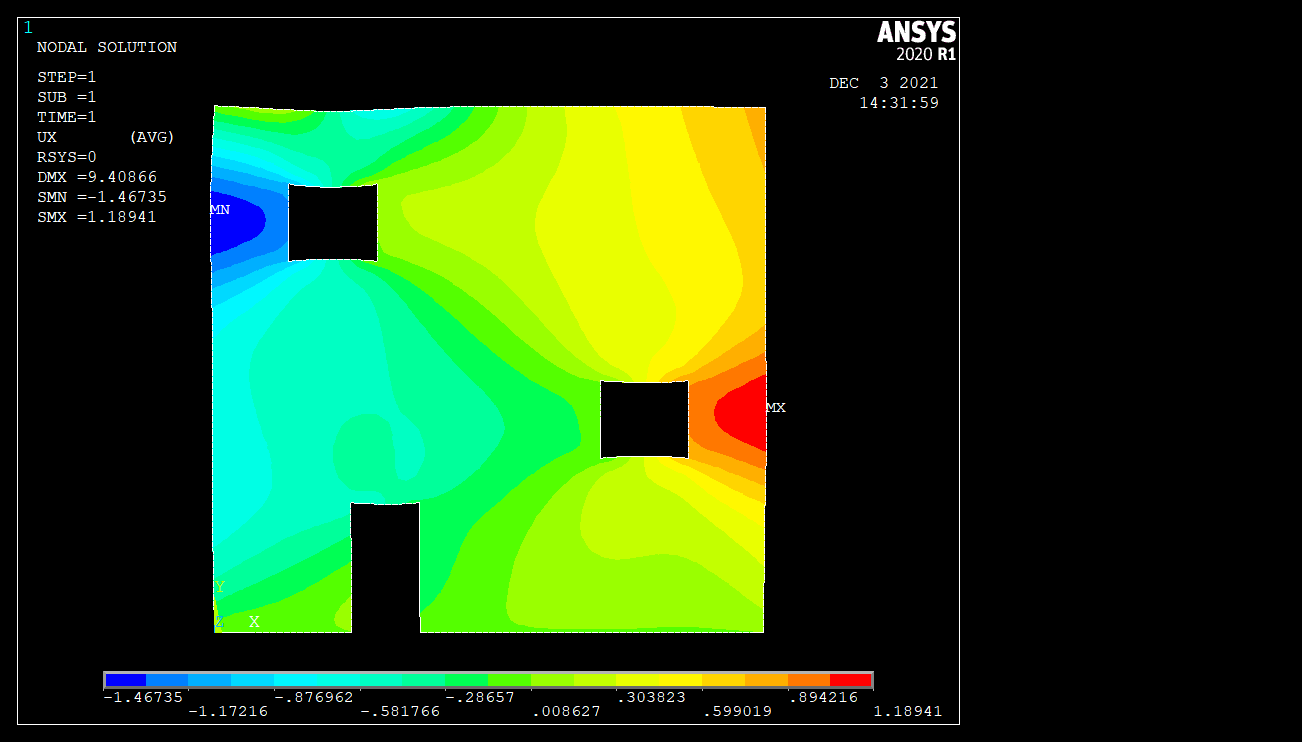 1
NODAL SOLUTION
STEP=1
SUB =1
TIME=1
UX (AVG)
RSYS=0
DMX =9.40866
SMN =-1.46735
SMX =1.18941
ANSYS
2020 R1
DEC 3 2021
14:31:59
MN
MX
Y
Z X
-1.46735 -.876962 -.28657 .303823 .894216
-1.17216 -.581766 .008627 .599019 1.18941